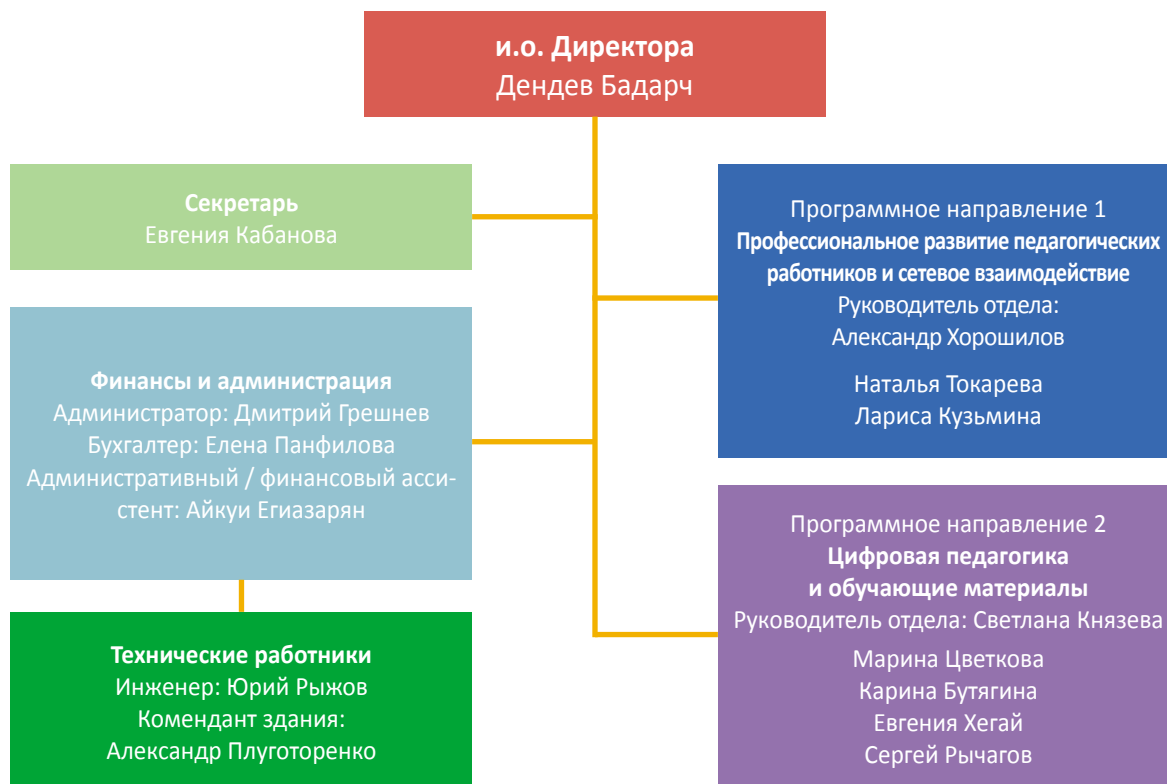 и.о. Директора
Дендев Бадарч
Секретарь
Евгения Кабанова
Финансы и администрация
Администратор: Дмитрий Грешнев
Бухгалтер: Елена Панфилова
Административный / финансовый асси-
стент: Айкуи Егиазарян
Технические работники
Инженер: Юрий Рыжов
Комендант здания:
Александр Плуготоренко
Программное направление 1
Профессиональное развитие педагогических
работников и сетевое взаимодействие
Руководитель отдела:
Александр Хорошилов
Наталья Токарева
Лариса Кузьмина
Программное направление 2
Цифровая педагогика
и обучающие материалы
Руководитель отдела: Светлана Князева
Марина Цветкова
Карина Бутягина
Евгения Хегай
Сергей Рычагов